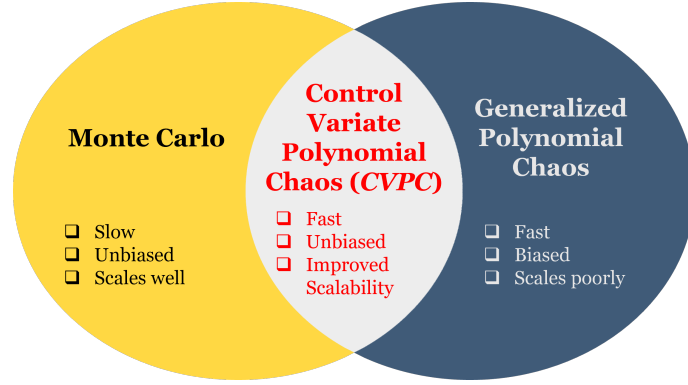 Monte Carlo
❑ Slow
❑ Unbiased
❑ Scales well
Control
Variate
Polynomial
Chaos (CVPC)
❑ Fast
❑ Unbiased
❑ Improved
Scalability
Generalized
Polynomial
Chaos
❑ Fast
❑ Biased
❑ Scales poorly